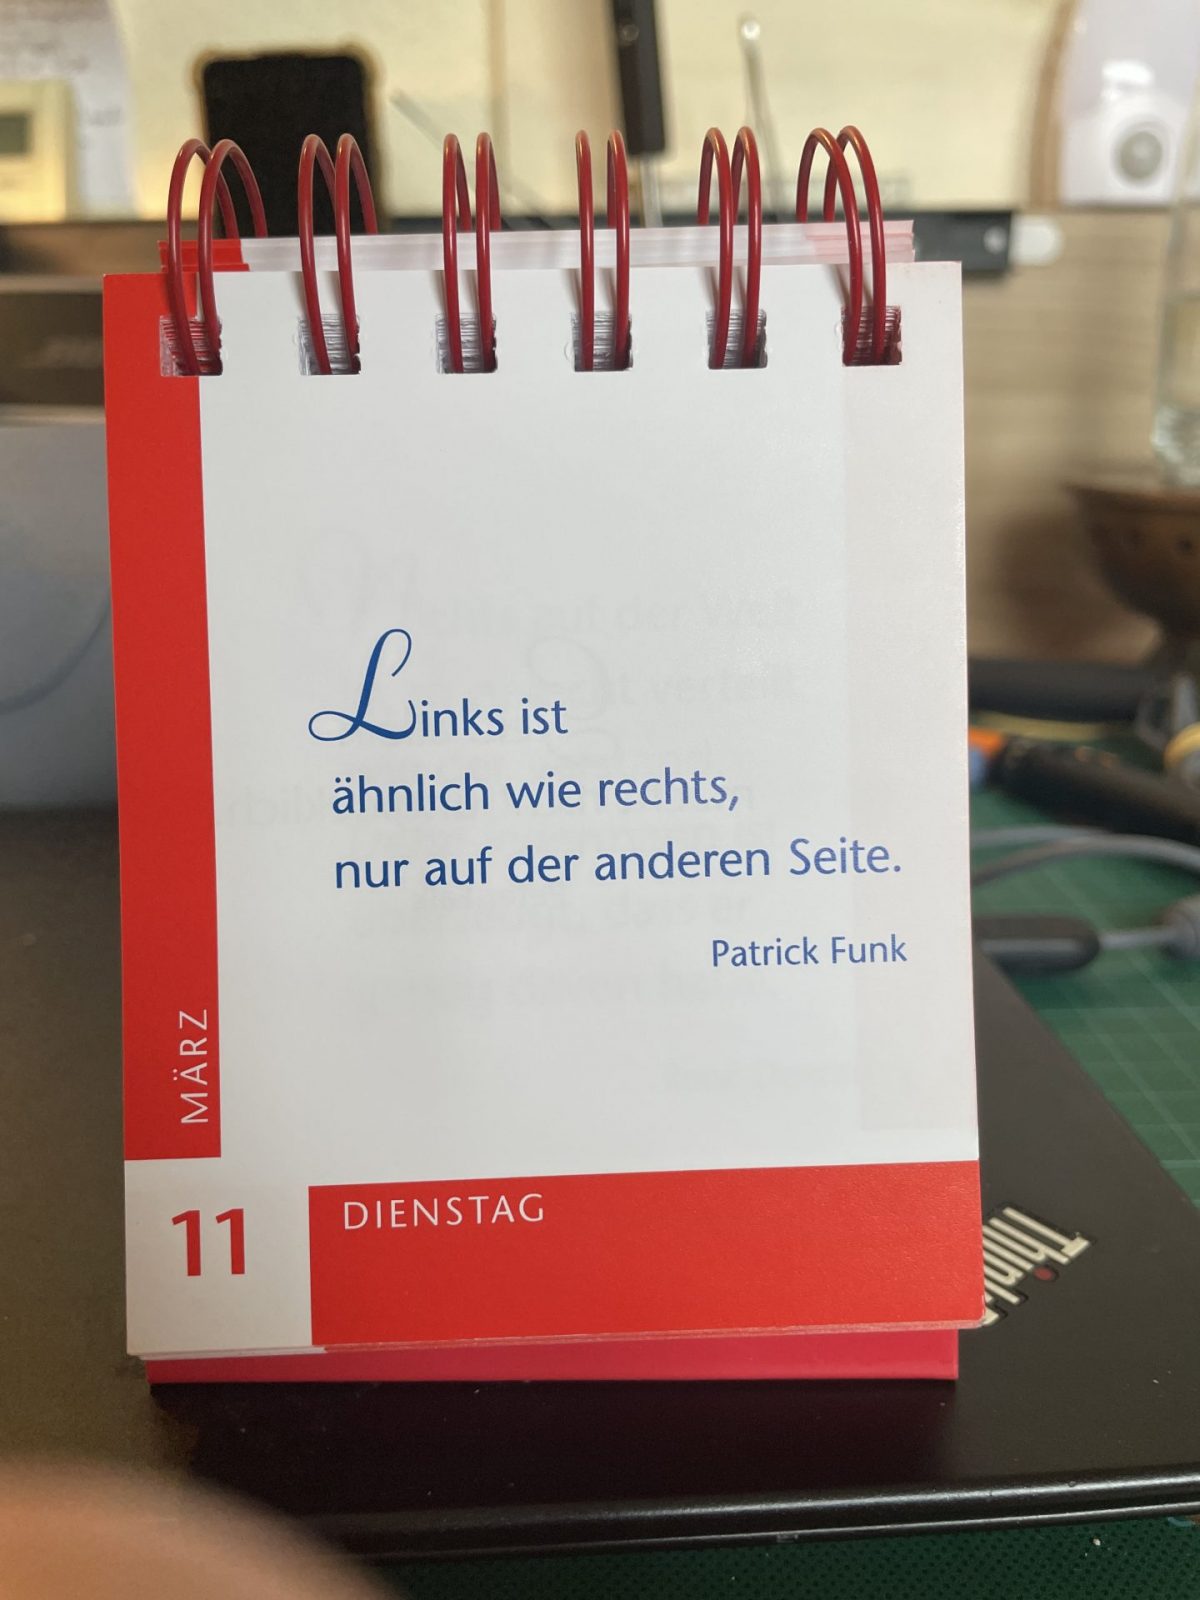 Links ist
ähnlich wie rechts,
nur auf der anderen Seite.
Patrick Funk
MÄRZ
11
DIENSTAG